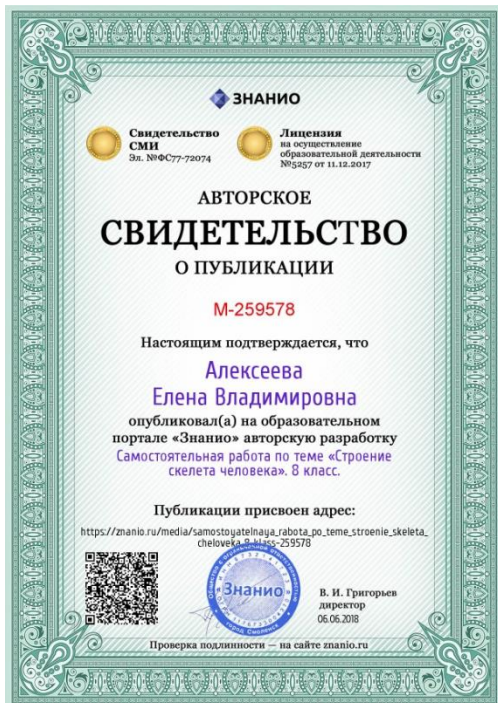 ЗНАНИО
Свидетельство
СМИ
Эл. №ФС77-72074
Лицензия
на осуществление
образовательной деятельности
№5257 от 11.12.2017
АВТОРСКОЕ
СВИДЕТЕЛЬСТВО
О ПУБЛИКАЦИИ
М-259578
Настоящим подтверждается, что
Алексеева
Елена Владимировна
опубликовал(а) на образовательном
портале «Знанио» авторскую разработку
Самостоятельная работа по теме «Строение
скелета человека». 8 класс.
Публикации присвоен адрес:
https://znanio.ru/media/samostoyatelnaya_rabota_po_teme_stroenie_skeleta_
cheloveka_8_klass-259578
Знанио
город Смоленск
В. И. Григорьев
директор
06.06.2018
Проверка подлинности — на сайте znanio.ru